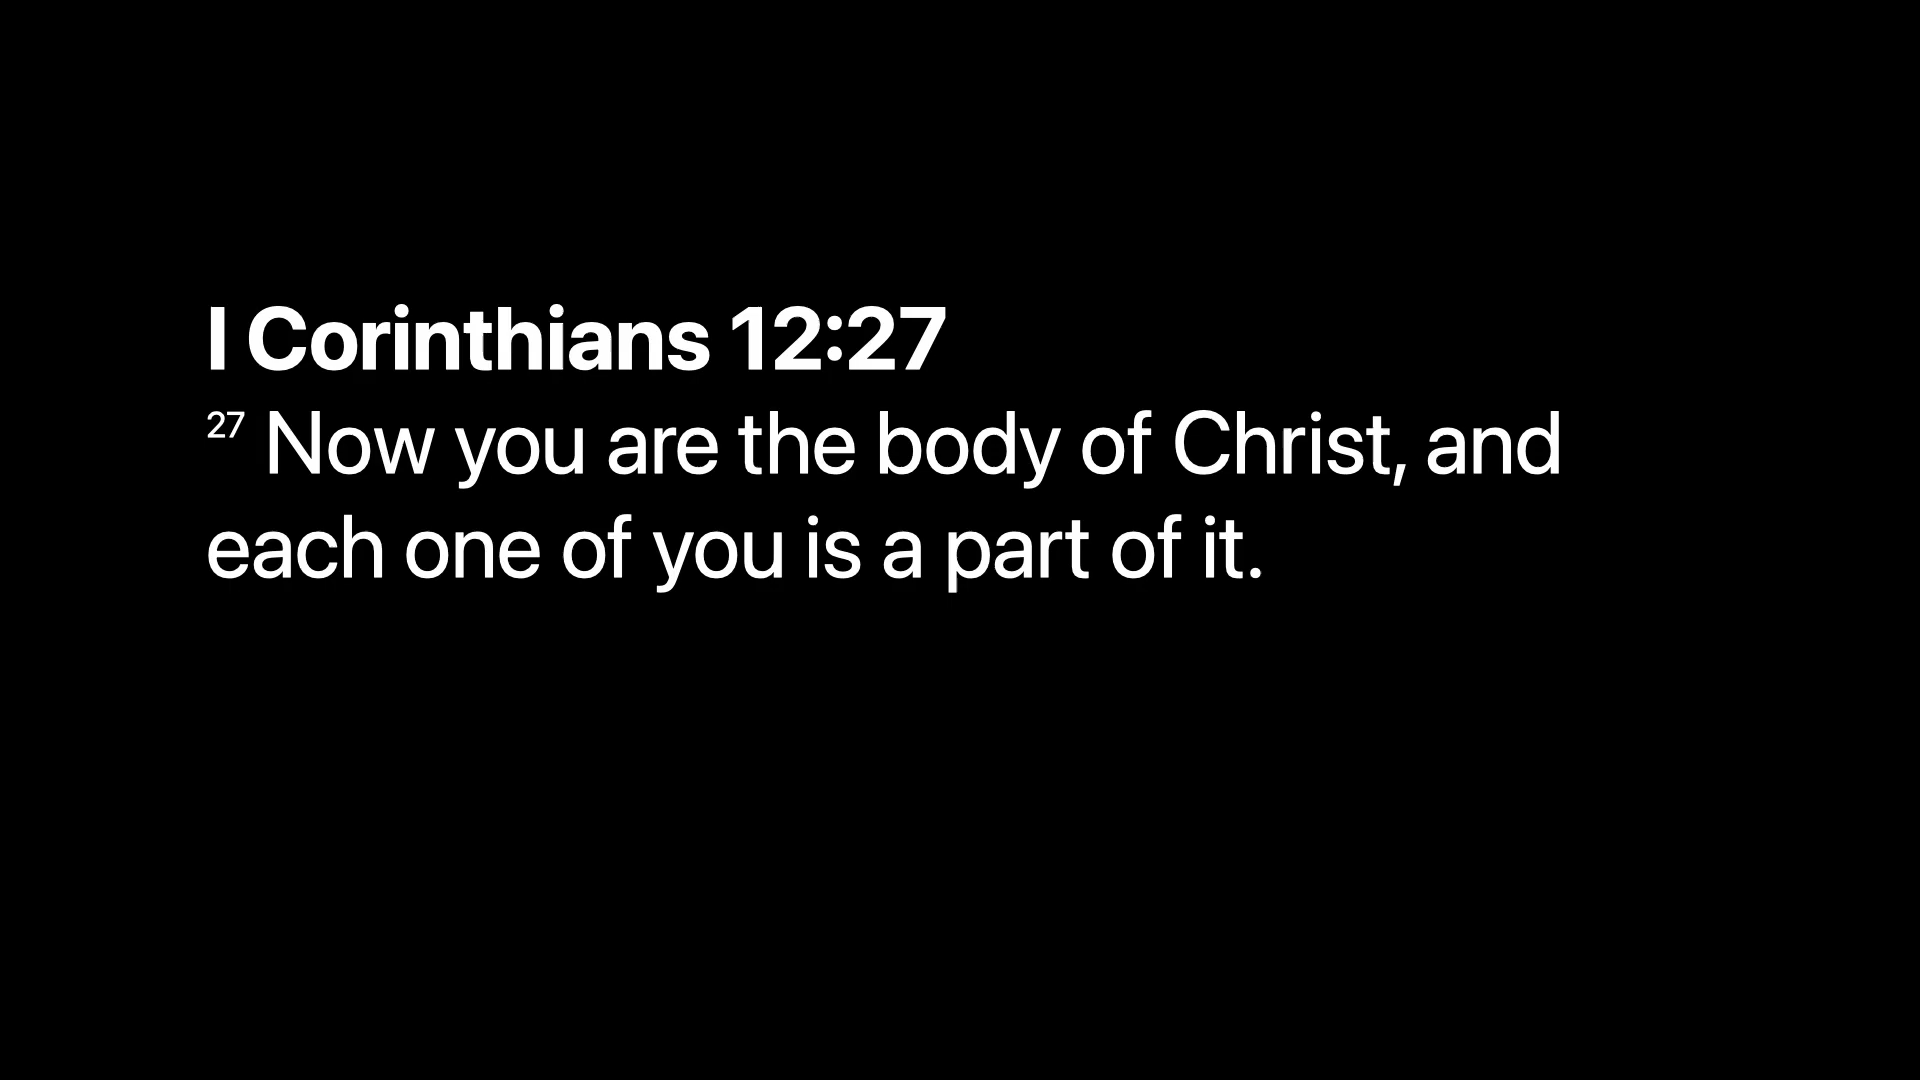 I Corinthians 12:27
27 Now you are the body of Christ, and
each one of you is a part of it.